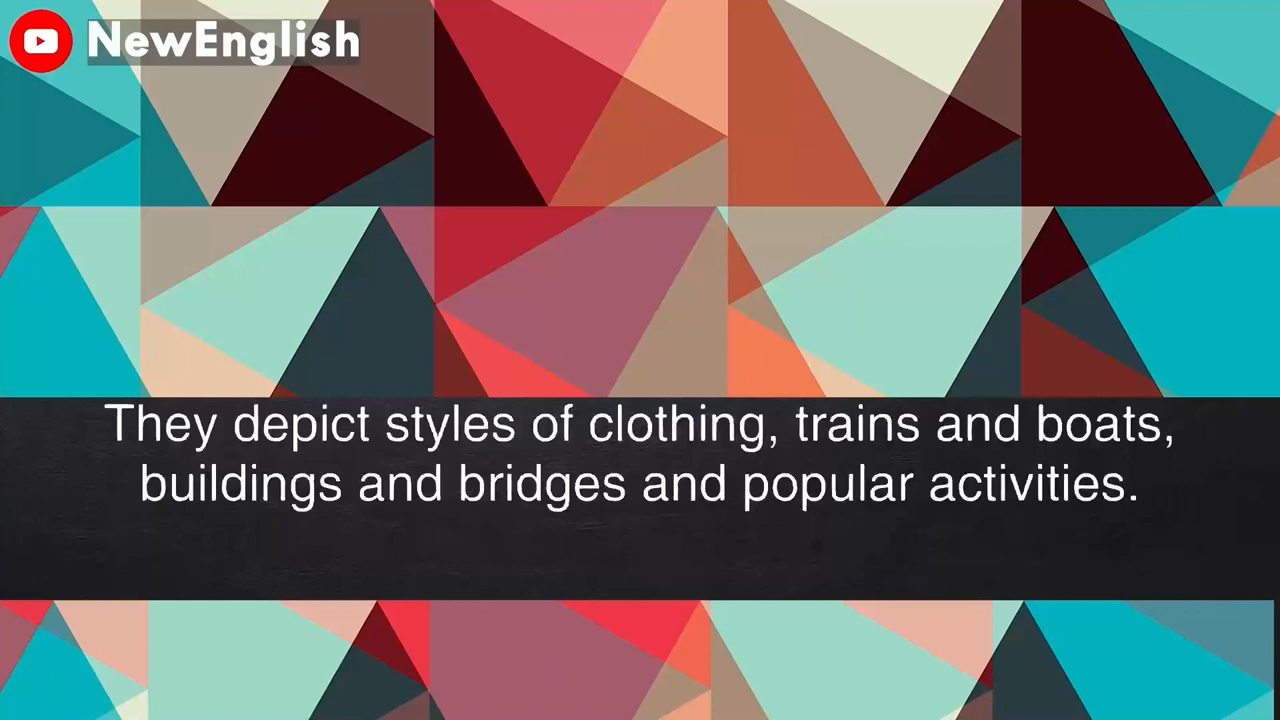 NewEnglish
They depict styles of clothing, trains and boats,
buildings and bridges and popular activities.